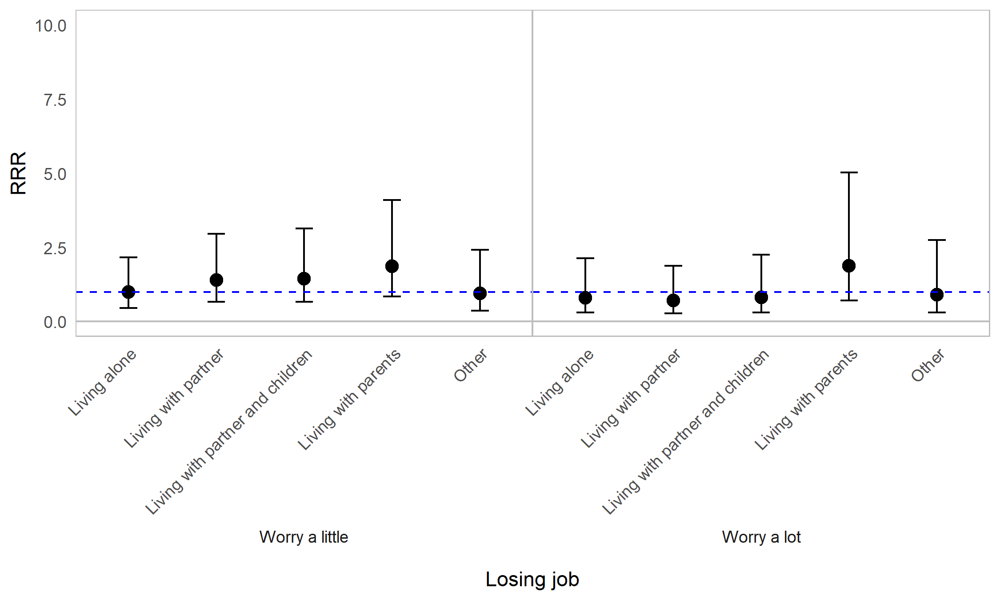 10.0
7.5
5.0
2.5
0.0
RRR
Living alone
Living with partner
Living with partner and children
Living with parents
Other
Living alone
Living with partner
Living with partner and children
Living with parents
Other
Worry a little
Worry a lot
Losing job